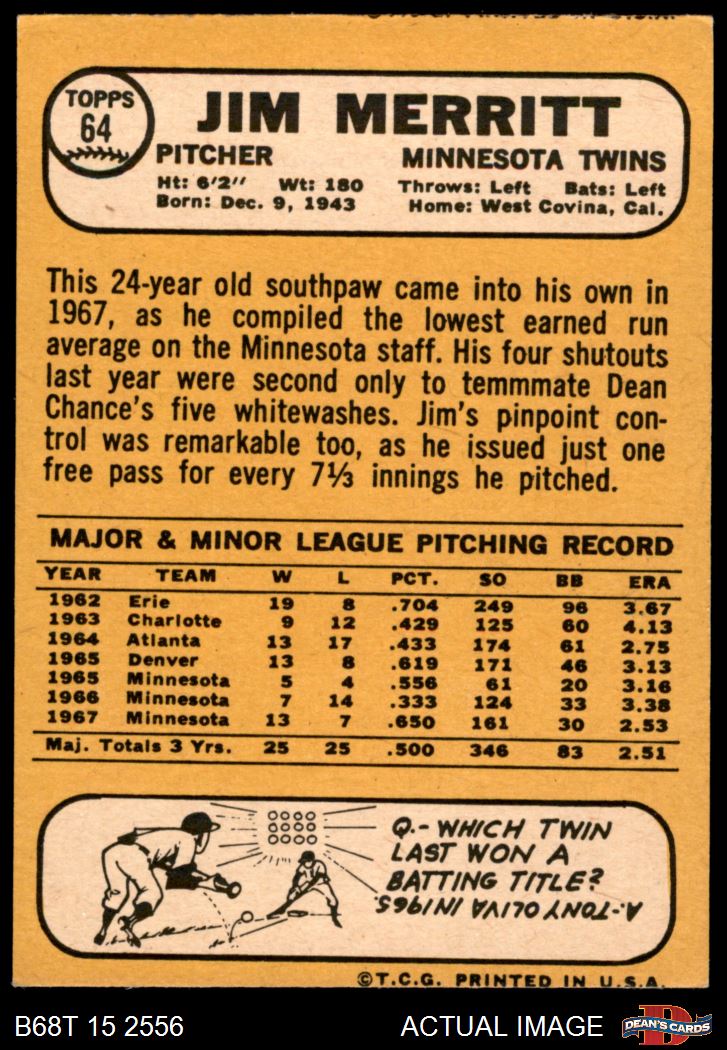 TOPPS
64
JIM MERRITT
PITCHER MINNESOTA TWINS
Ht: 6'2" Wt: 180 Throws: Left Bats: Left
Born: Dec. 9, 1943 Home: West Covina, Cal.
This 24-year old southpaw came into his own in
1967, as he compiled the lowest earned run
average on the Minnesota staff. His four shutouts
last year were second only to temmmate Dean
Chance's five whitewashes. Jim's pinpoint con-
trol was remarkable too, as he issued just one
free pass for every 7⅓ innings he pitched.
MAJOR & MINOR LEAGUE PITCHING RECORD
YEAR TEAM W L PCT. SO BB ERA
1962 Erie 19 8 .704 249 96 3.67
1963 Charlotte 9 12 .429 125 60 4.13
1964 Atlanta 13 17 .433 174 61 2.75
1965 Denver 13 8 .619 171 46 3.13
1965 Minnesota 5 4 .556 61 20 3.16
1966 Minnesota 7 14 .333 124 33 3.38
1967 Minnesota 13 7 .650 161 30 2.53
Maj. Totals 3 Yrs. 25 25 .500 346 83 2.51
Q.- WHICH TWIN
LAST WON A
BATTING TITLE?
A.-TONY OLIVA IN 1965.
©T.C.G. PRINTED IN U.S.A.
B68T 15 2556 ACTUAL IMAGE
DEAN'S CARDS